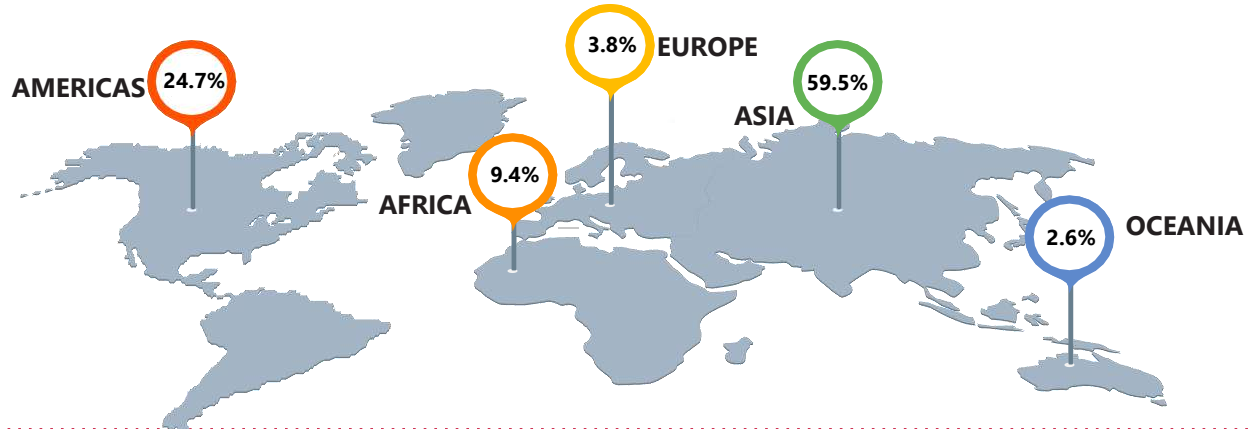 AMERICAS
24.7%
3.8%
EUROPE
59.5%
ASIA
9.4%
AFRICA
2.6%
OCEANIA